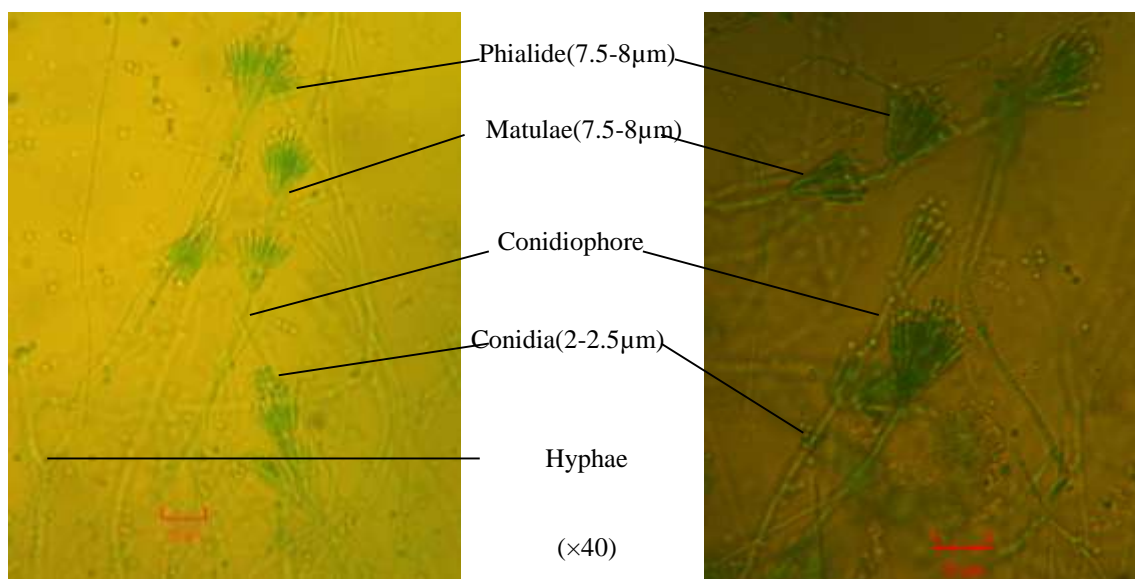 Phialide(7.5-8µm)
Matulae(7.5-8µm)
Conidiophore
Conidia(2-2.5µm)
Hyphae
(×40)